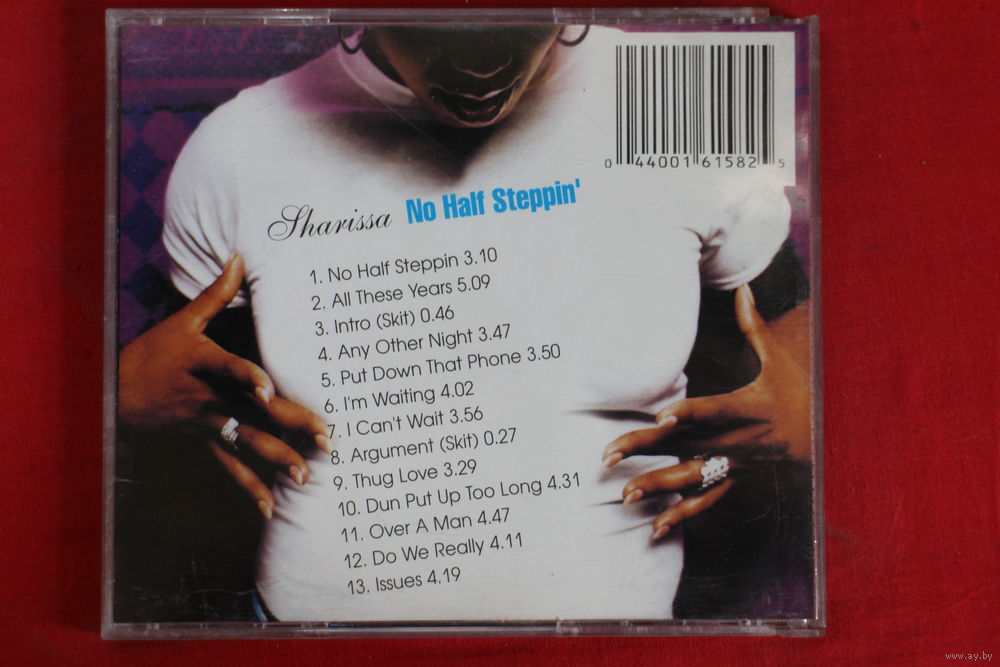 0 44001 61582 5
Sharissa No Half Steppin'
1. No Half Steppin 3.10
2. All These Years 5.09
3. Intro (Skit) 0.46
4. Any Other Night 3.47
5. Put Down That Phone 3.50
6. I'm Waiting 4.02
7. I Can't Wait 3.56
8. Argument (Skit) 0.27
9. Thug Love 3.29
10. Dun Put Up Too Long 4.31
11. Over A Man 4.47
12. Do We Really 4.11
13. Issues 4.19
www.ay.by